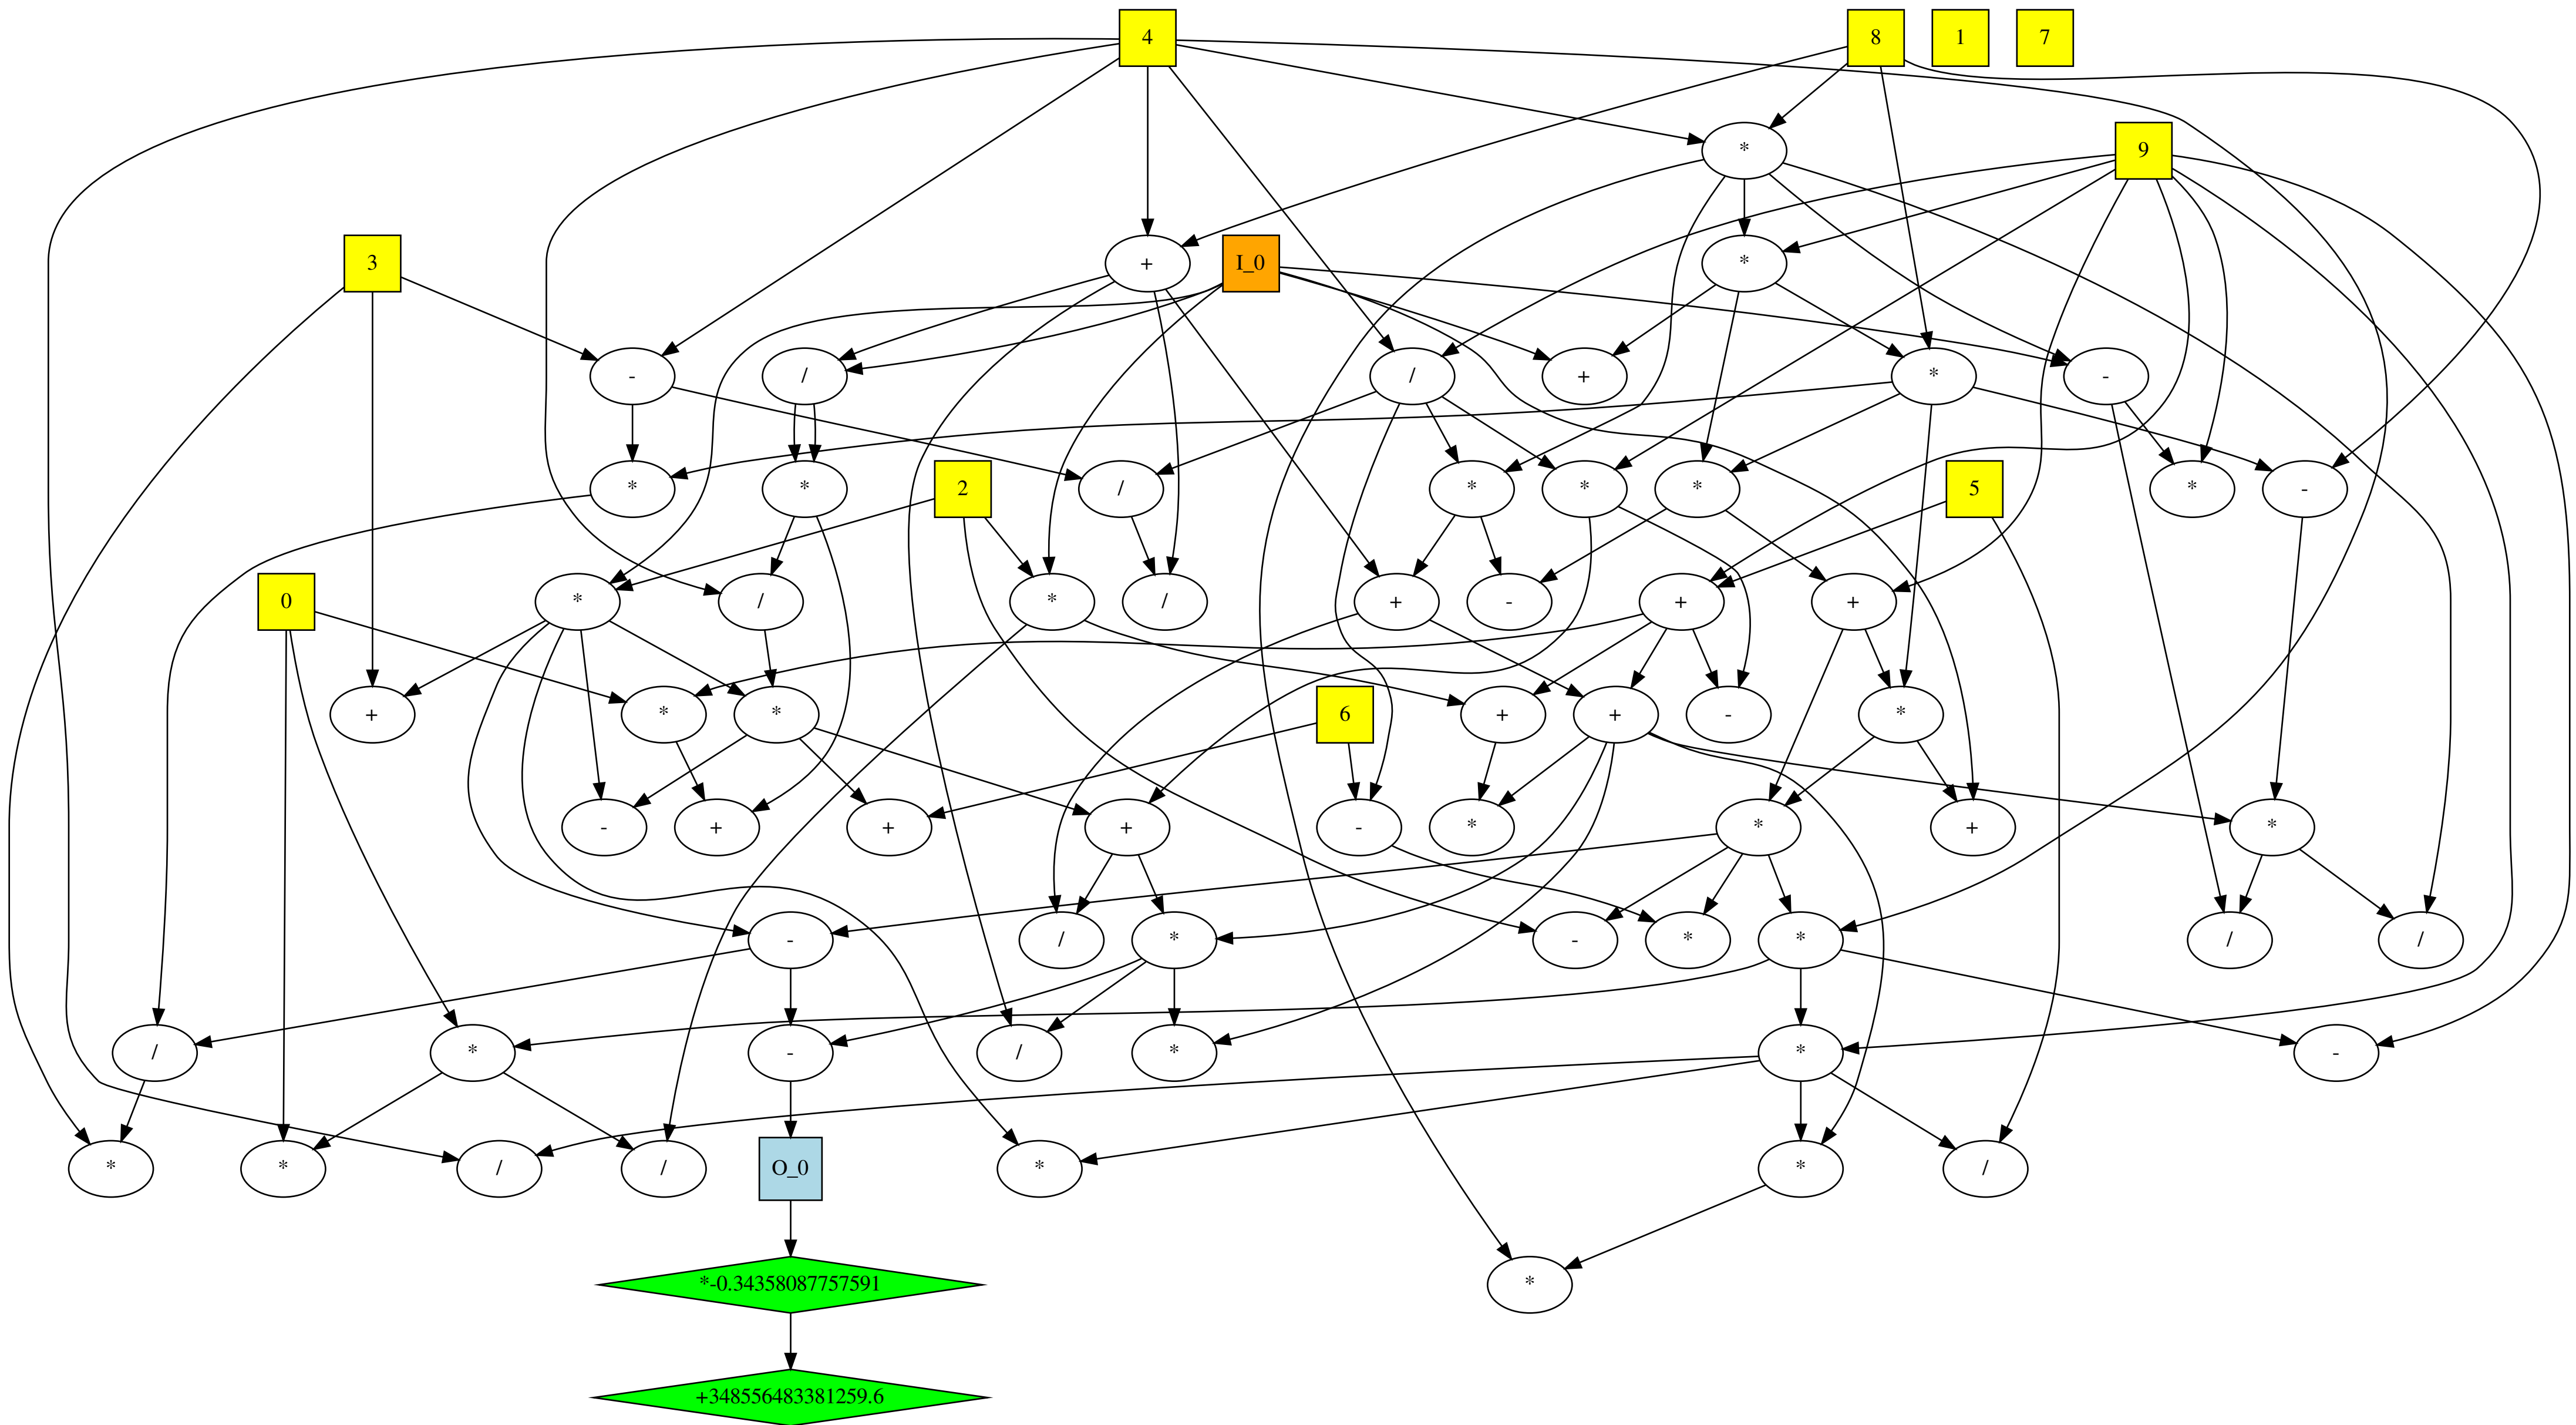 4 8 1 7
*
9
3 + I_0 *
- / / + * -
* * 2 / * * * 5 * -
0 * / * / + - + +
+ * * 6 + + - *
- + + + - * * + *
- / * - * * / /
/ * - / * * -
* * / / O_0 * * /
*-0.34358087757591 *
+348556483381259.6